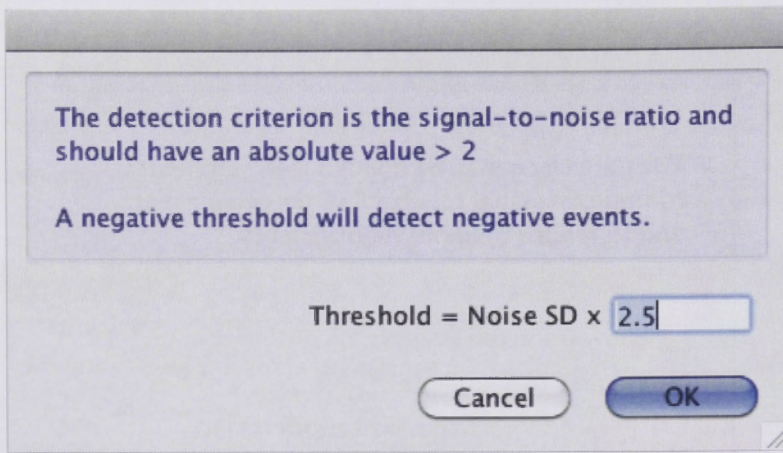 The detection criterion is the signal-to-noise ratio and
should have an absolute value > 2
A negative threshold will detect negative events.
Threshold = Noise SD x 2.5
Cancel OK